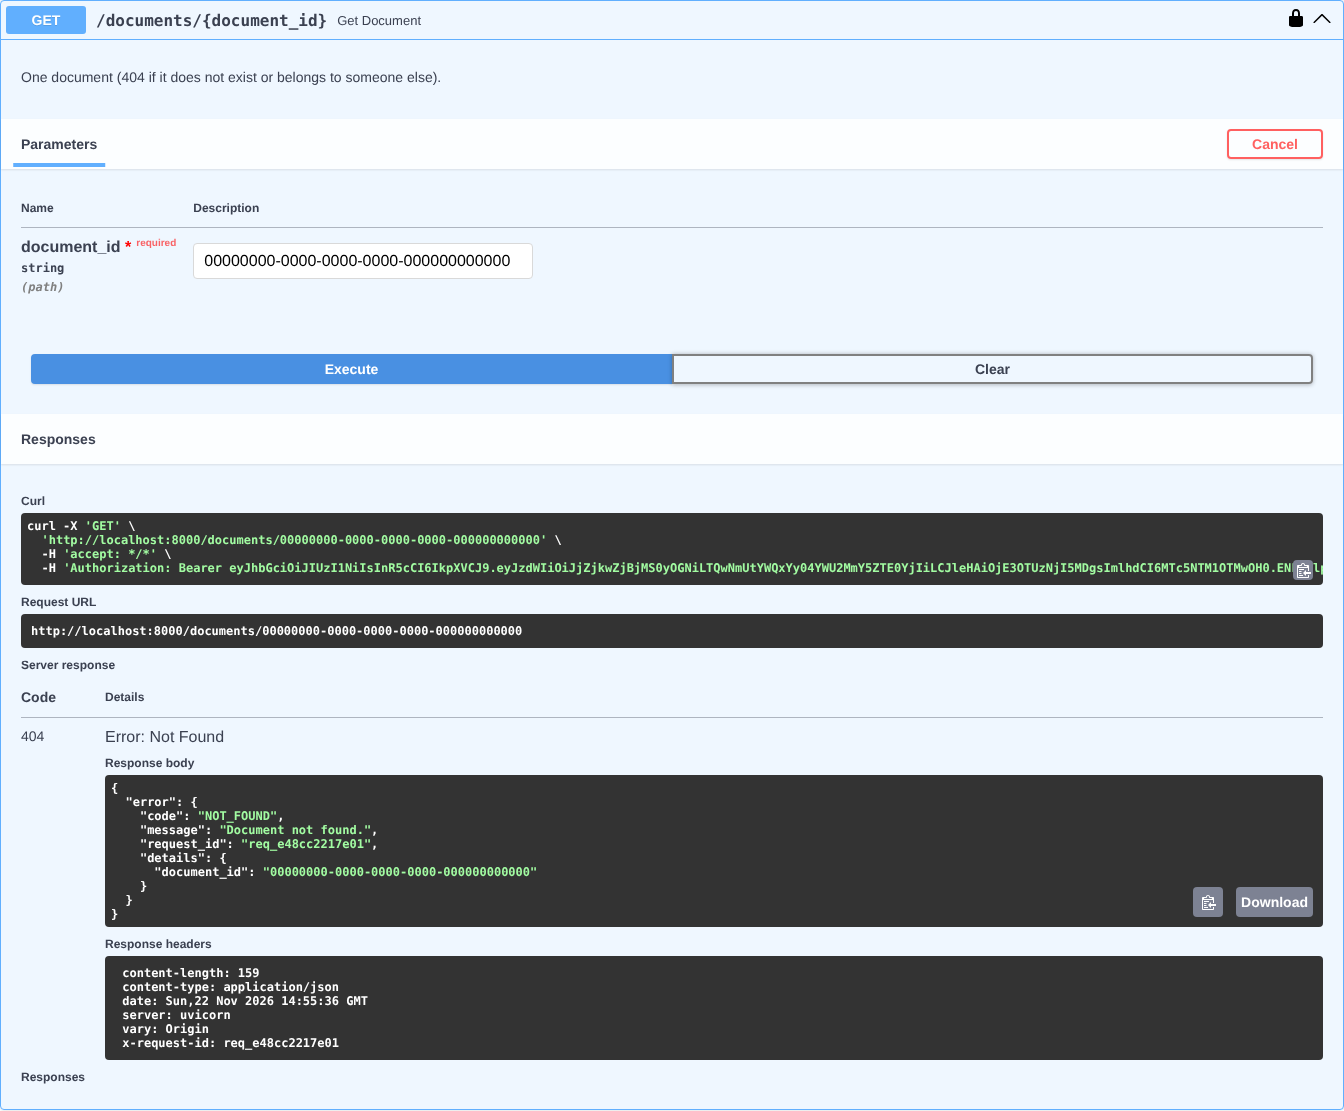 GET /documents/{document_id} Get Document
One document (404 if it does not exist or belongs to someone else).
Parameters
Cancel
Name Description
document_id * required
string
(path)
00000000-0000-0000-0000-000000000000
Execute Clear
Responses
Curl
curl -X 'GET' \
'http://localhost:8000/documents/00000000-0000-0000-0000-000000000000' \
-H 'accept: */*' \
-H 'Authorization: Bearer
Request URL
http://localhost:8000/documents/00000000-0000-0000-0000-000000000000
Server response
Code Details
404 Error: Not Found
Response body
{
"error": {
"code": "NOT_FOUND",
"message": "Document not found.",
"request_id": "req_e48cc2217e01",
"details": {
"document_id": "00000000-0000-0000-0000-000000000000"
}
}
}
Download
Response headers
content-length: 159
content-type: application/json
date: Sun,22 Nov 2026 14:55:36 GMT
server: uvicorn
vary: Origin
x-request-id: req_e48cc2217e01
Responses